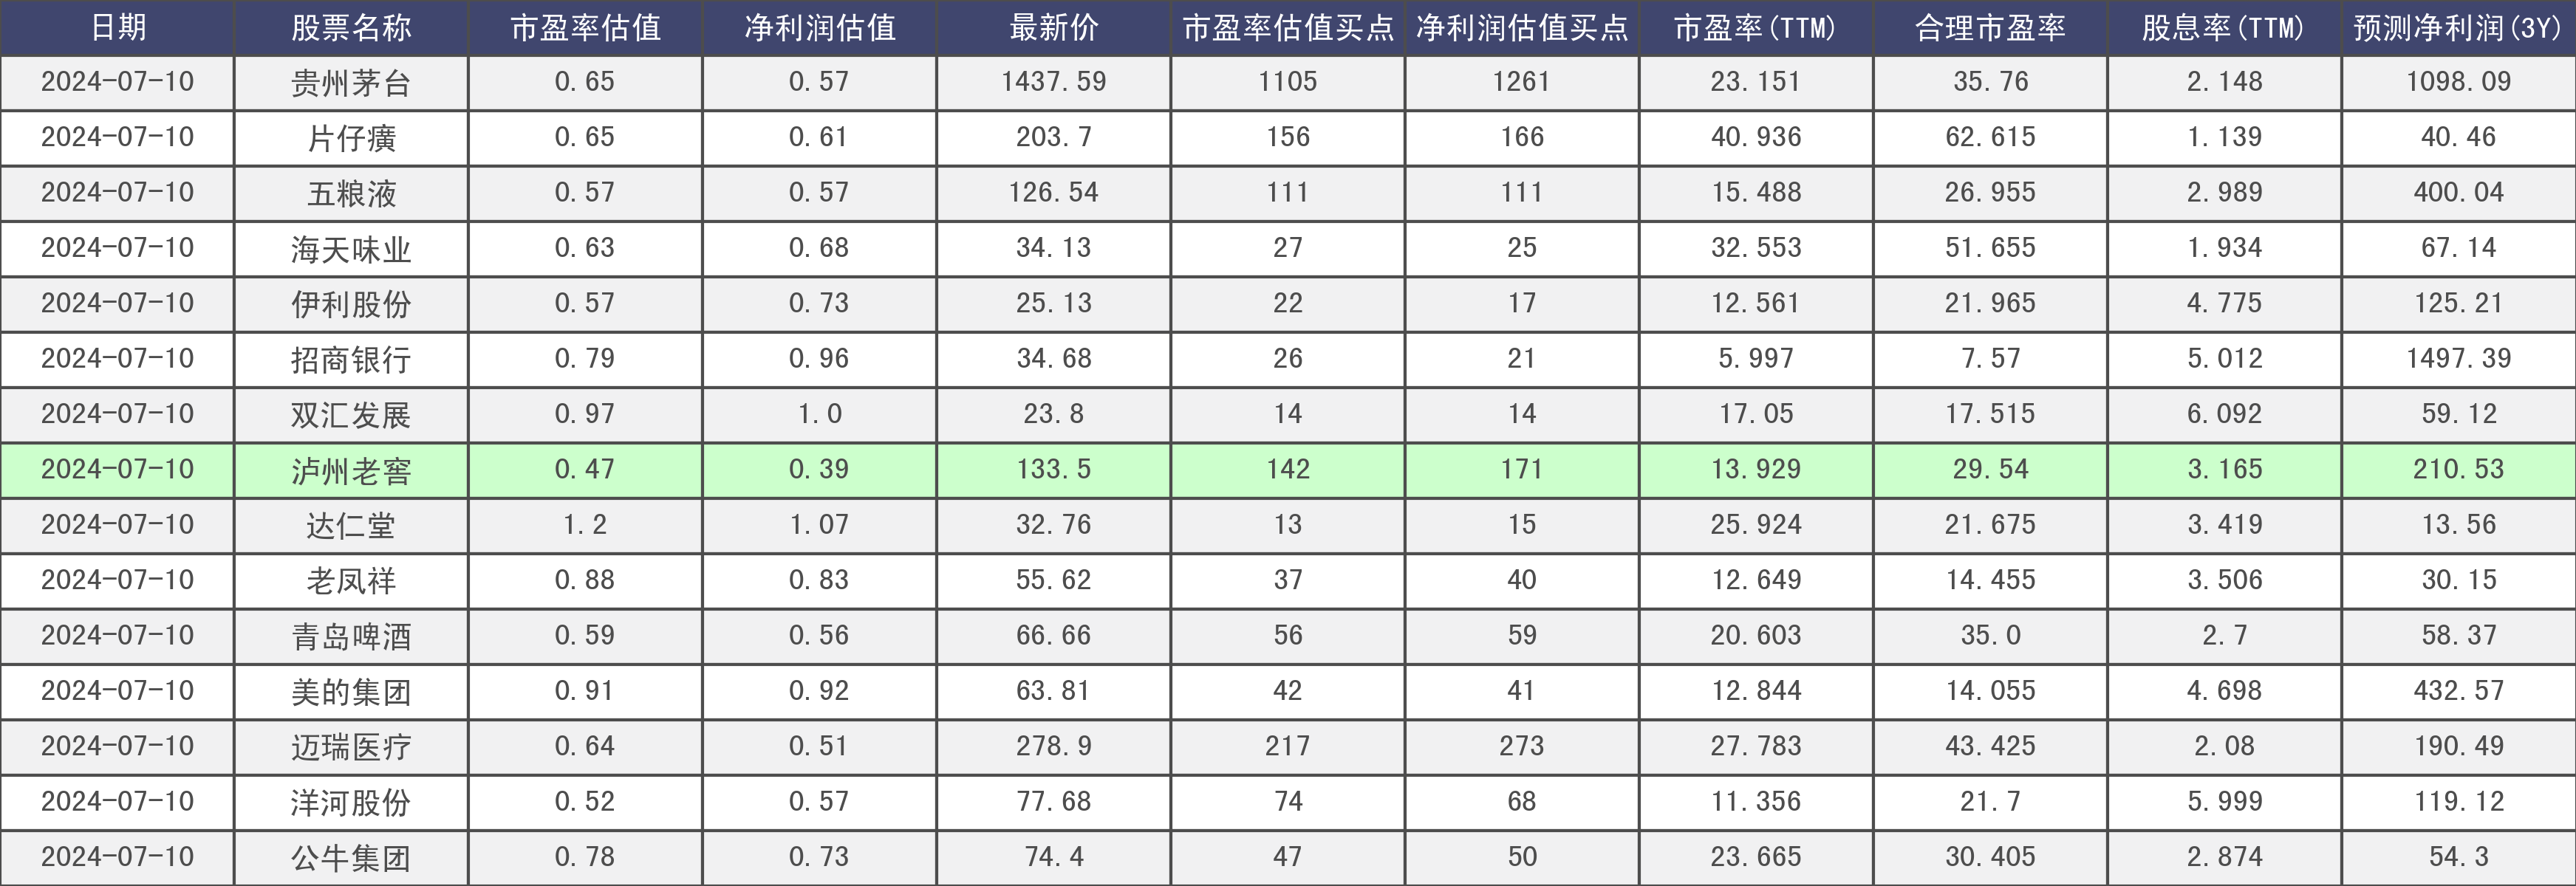 日期 股票名称 市盈率估值 净利润估值 最新价 市盈率估值买点 净利润估值买点 市盈率(TTM) 合理市盈率 股息率(TTM) 预测净利润(3Y)
2024-07-10 贵州茅台 0.65 0.57 1437.59 1105 1261 23.151 35.76 2.148 1098.09
2024-07-10 片仔癀 0.65 0.61 203.7 156 166 40.936 62.615 1.139 40.46
2024-07-10 五粮液 0.57 0.57 126.54 111 111 15.488 26.955 2.989 400.04
2024-07-10 海天味业 0.63 0.68 34.13 27 25 32.553 51.655 1.934 67.14
2024-07-10 伊利股份 0.57 0.73 25.13 22 17 12.561 21.965 4.775 125.21
2024-07-10 招商银行 0.79 0.96 34.68 26 21 5.997 7.57 5.012 1497.39
2024-07-10 双汇发展 0.97 1.0 23.8 14 14 17.05 17.515 6.092 59.12
2024-07-10 泸州老窖 0.47 0.39 133.5 142 171 13.929 29.54 3.165 210.53
2024-07-10 达仁堂 1.2 1.07 32.76 13 15 25.924 21.675 3.419 13.56
2024-07-10 老凤祥 0.88 0.83 55.62 37 40 12.649 14.455 3.506 30.15
2024-07-10 青岛啤酒 0.59 0.56 66.66 56 59 20.603 35.0 2.7 58.37
2024-07-10 美的集团 0.91 0.92 63.81 42 41 12.844 14.055 4.698 432.57
2024-07-10 迈瑞医疗 0.64 0.51 278.9 217 273 27.783 43.425 2.08 190.49
2024-07-10 洋河股份 0.52 0.57 77.68 74 68 11.356 21.7 5.999 119.12
2024-07-10 公牛集团 0.78 0.73 74.4 47 50 23.665 30.405 2.874 54.3